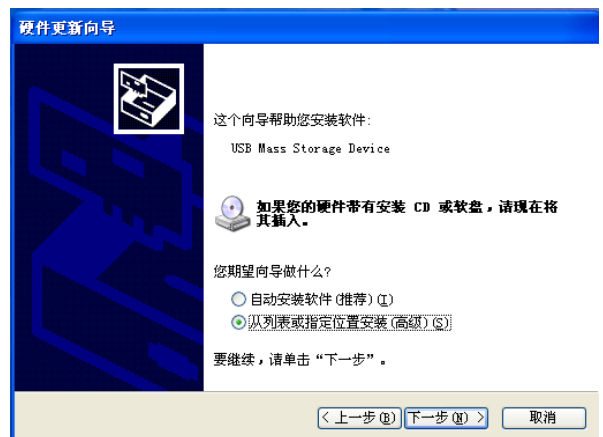 硬件更新向导
这个向导帮助您安装软件:
USB Mass Storage Device
如果您的硬件带有安装 CD 或软盘，请现在将
其插入。
您期望向导做什么?
自动安装软件(推荐)(I)
从列表或指定位置安装(高级)(S)
要继续，请单击“下一步”。
< 上一步(B) 下一步(N) > 取消